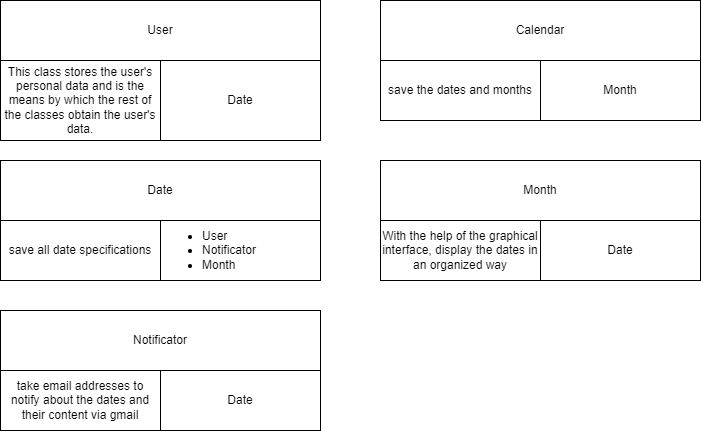 User
This class stores the user's
personal data and is the
means by which the rest of
the classes obtain the user's
data.
Date
Calendar
save the dates and months
Month
Date
save all date specifications
• User
• Notificator
• Month
Month
With the help of the graphical
interface, display the dates in
an organized way
Date
Notificator
take email addresses to
notify about the dates and
their content via gmail
Date